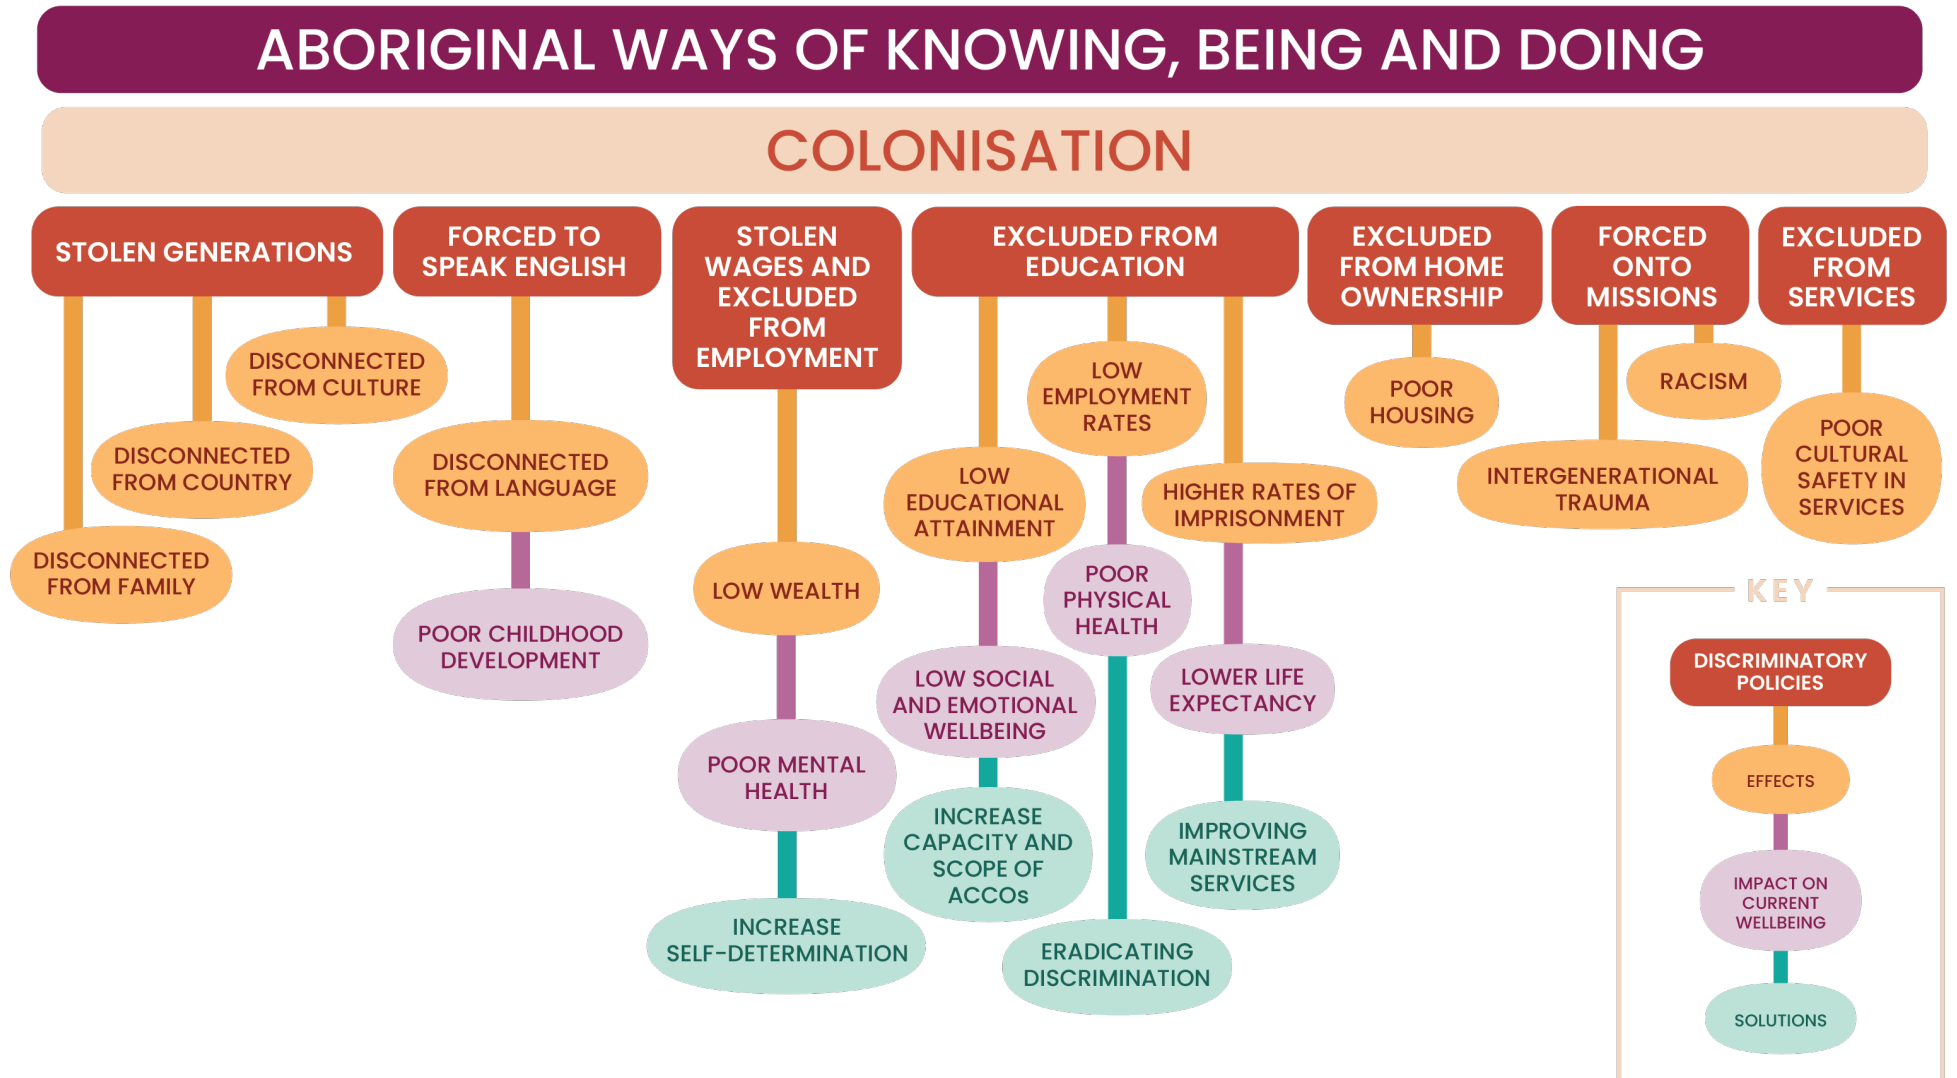 ABORIGINAL WAYS OF KNOWING, BEING AND DOING
COLONISATION
STOLEN GENERATIONS
DISCONNECTED
FROM CULTURE
DISCONNECTED
FROM COUNTRY
DISCONNECTED
FROM FAMILY
FORCED TO
SPEAK ENGLISH
DISCONNECTED
FROM LANGUAGE
POOR CHILDHOOD
DEVELOPMENT
STOLEN
WAGES AND
EXCLUDED
FROM
EMPLOYMENT
LOW WEALTH
POOR MENTAL
HEALTH
INCREASE
SELF-DETERMINATION
EXCLUDED FROM
EDUCATION
LOW
EDUCATIONAL
ATTAINMENT
LOW SOCIAL
AND EMOTIONAL
WELLBEING
INCREASE
CAPACITY AND
SCOPE OF
ACCOs
LOW
EMPLOYMENT
RATES
POOR
PHYSICAL
HEALTH
ERADICATING
DISCRIMINATION
HIGHER RATES OF
IMPRISONMENT
LOWER LIFE
EXPECTANCY
IMPROVING
MAINSTREAM
SERVICES
EXCLUDED
FROM HOME
OWNERSHIP
POOR
HOUSING
FORCED
ONTO
MISSIONS
RACISM
INTERGENERATIONAL
TRAUMA
EXCLUDED
FROM
SERVICES
POOR
CULTURAL
SAFETY IN
SERVICES
KEY
DISCRIMINATORY
POLICIES
EFFECTS
IMPACT ON
CURRENT
WELLBEING
SOLUTIONS